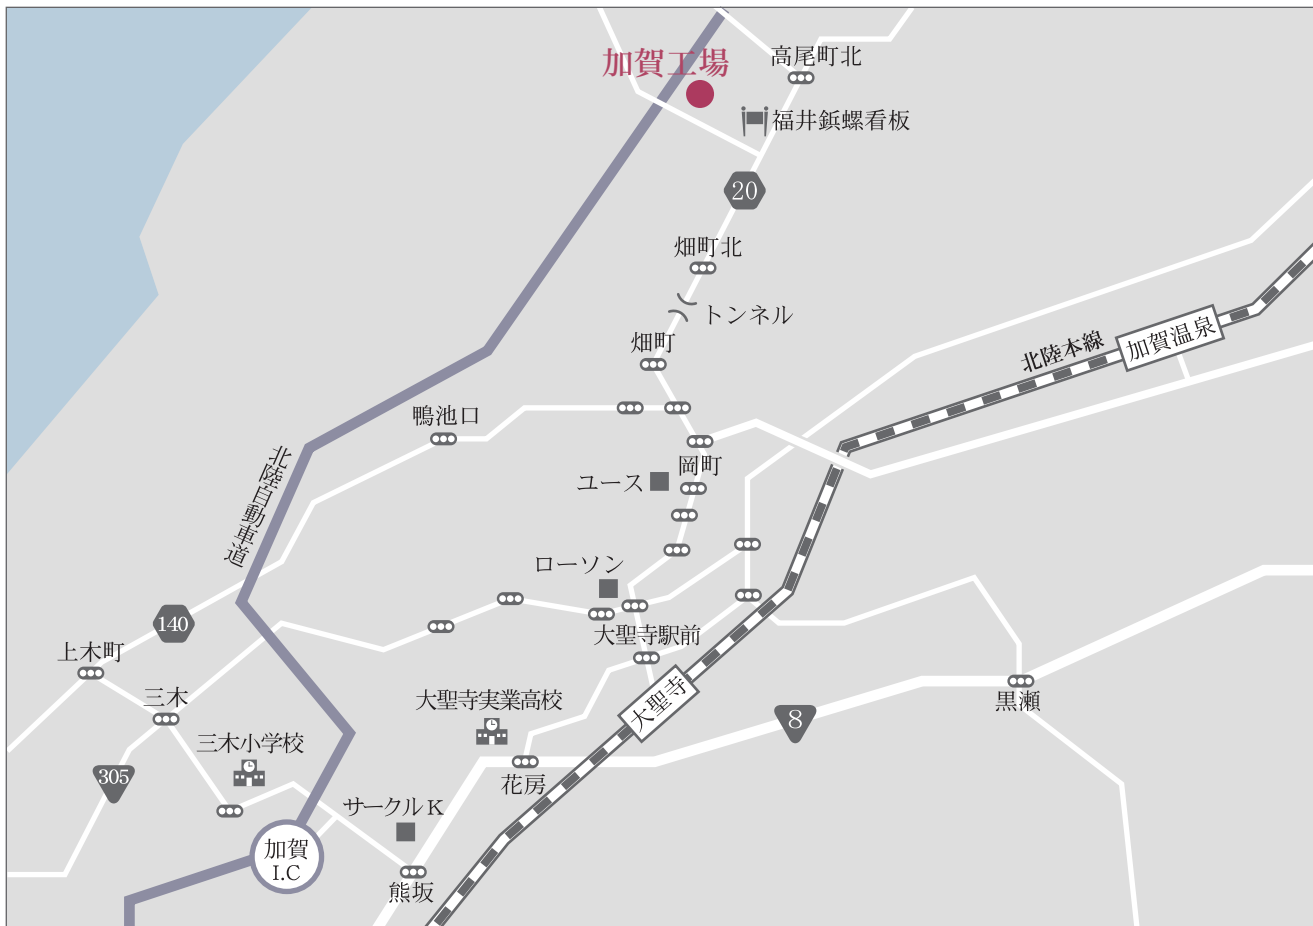 加賀工場
高尾町北
福井鋲螺看板
20
畑町北
トンネル
畑町
北陸本線
加賀温泉
鴨池口
岡町
ユース
北陸自動車道
ローソン
140
大聖寺駅前
上木町
三木
大聖寺実業高校
大聖寺
黒瀬
8
三木小学校
305
花房
サークルK
加賀
I.C
熊坂